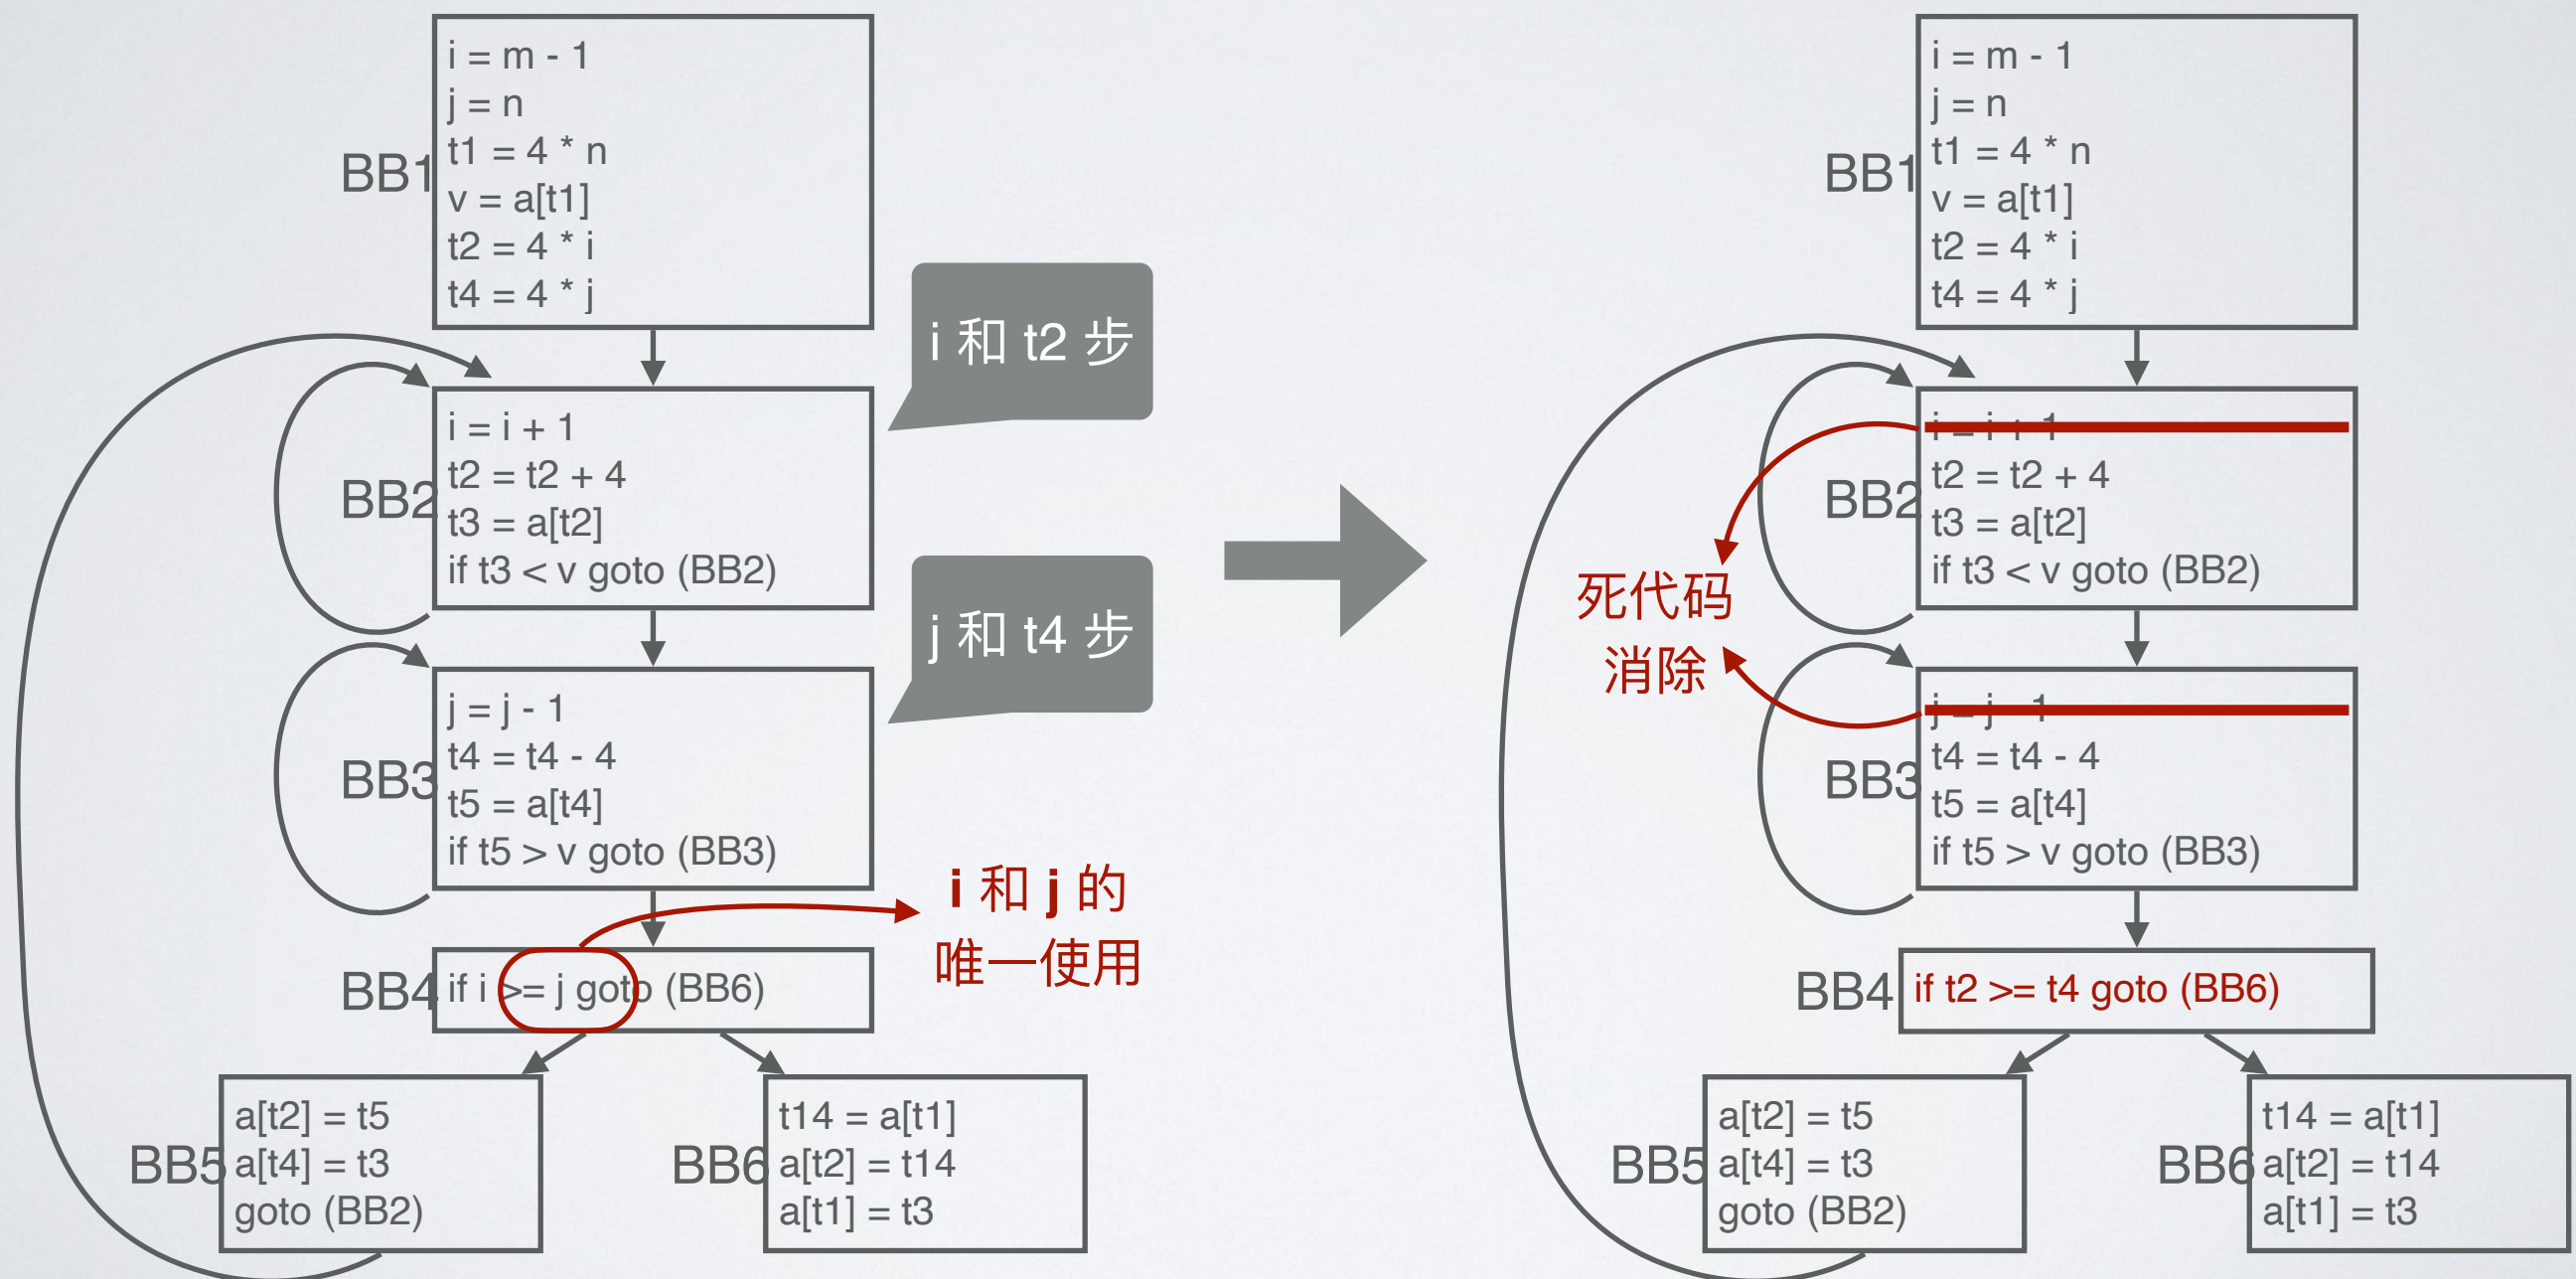 BB1
i = m - 1
j = n
t1 = 4 * n
v = a[t1]
t2 = 4 * i
t4 = 4 * j
i 和 t2 步
BB2
i = i + 1
t2 = t2 + 4
t3 = a[t2]
if t3 < v goto (BB2)
j 和 t4 步
BB3
j = j - 1
t4 = t4 - 4
t5 = a[t4]
if t5 > v goto (BB3)
i 和 j 的
唯一使用
BB4
if i >= j goto (BB6)
BB5
a[t2] = t5
a[t4] = t3
goto (BB2)
BB6
t14 = a[t1]
a[t2] = t14
a[t1] = t3
BB1
i = m - 1
j = n
t1 = 4 * n
v = a[t1]
t2 = 4 * i
t4 = 4 * j
BB2
i = i + 1
t2 = t2 + 4
t3 = a[t2]
if t3 < v goto (BB2)
死代码
消除
BB3
j = j - 1
t4 = t4 - 4
t5 = a[t4]
if t5 > v goto (BB3)
BB4
if t2 >= t4 goto (BB6)
BB5
a[t2] = t5
a[t4] = t3
goto (BB2)
BB6
t14 = a[t1]
a[t2] = t14
a[t1] = t3